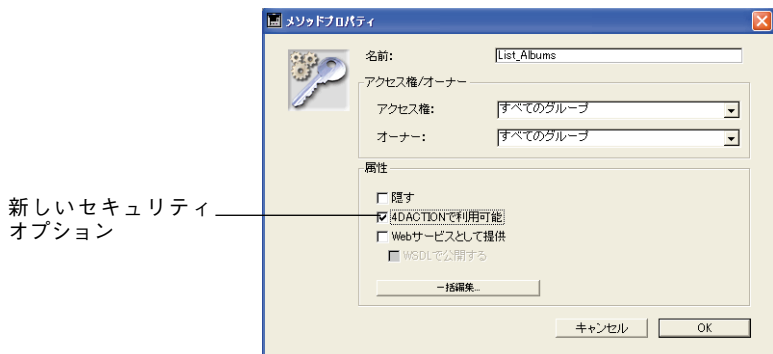 メソッドプロパティ
名前: List_Albums
アクセス権/オーナー
アクセス権: すべてのグループ
オーナー: すべてのグループ
属性
隠す
新しいセキュリティ
オプション
4DACTIONで利用可能
Webサービスとして提供
WSDLで公開する
一括編集...
キャンセル OK